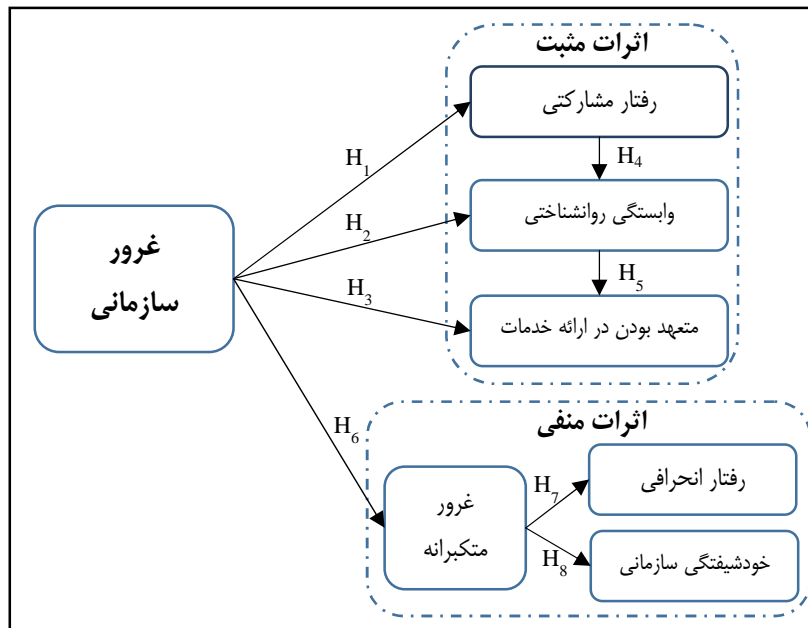 اثرات مثبت
رفتار مشارکتی
H1
H4
وابستگی روانشناختی
H2
غرور
سازمانی
H5
H3
متعهد بودن در ارائه خدمات
اثرات منفی
H6
رفتار انحرافی
H7
غرور
متکبرانه
H8
خودشیفتگی سازمانی